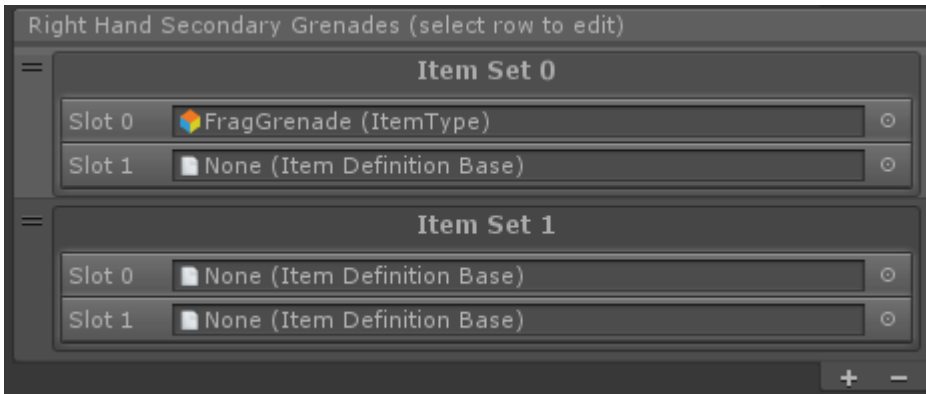 Right Hand Secondary Grenades (select row to edit)
Item Set 0
Slot 0 FragGrenade (ItemType)
Slot 1 None (Item Definition Base)
Item Set 1
Slot 0 None (Item Definition Base)
Slot 1 None (Item Definition Base)
+ −